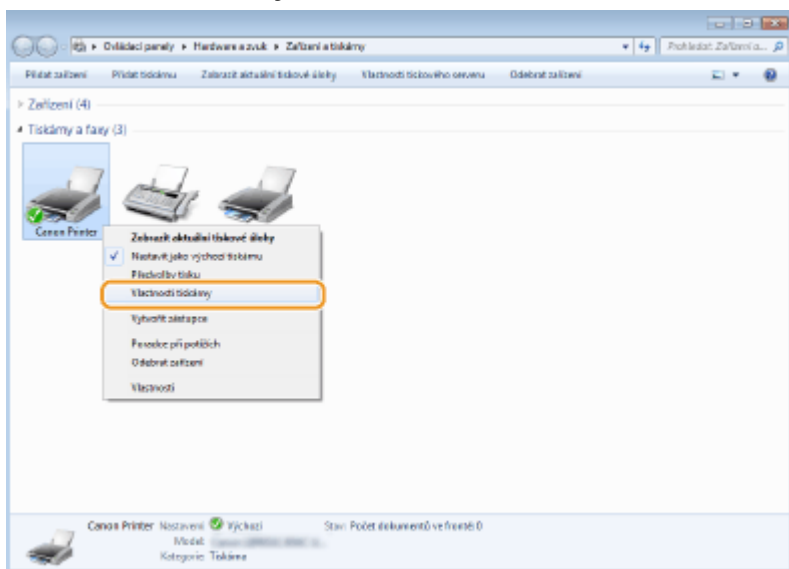 Ovládací panely ▸ Hardware a zvuk ▸ Zařízení a tiskárny
Prohledat: Zařízení a...
Přidat zařízení Přidat tiskárnu Zobrazit aktuální tiskové úlohy Vlastnosti tiskového serveru Odebrat zařízení
Zařízení (4)
Tiskárny a faxy (3)
Canon Printer
Zobrazit aktuální tiskové úlohy
Nastavit jako výchozí tiskárnu
Předvolby tisku
Vlastnosti tiskárny
Vytvořit zástupce
Poradce při potížích
Odebrat zařízení
Vlastnosti
Canon Printer Nastavení Výchozí Stav: Počet dokumentů ve frontě: 0
Model:
Kategorie: Tiskárna